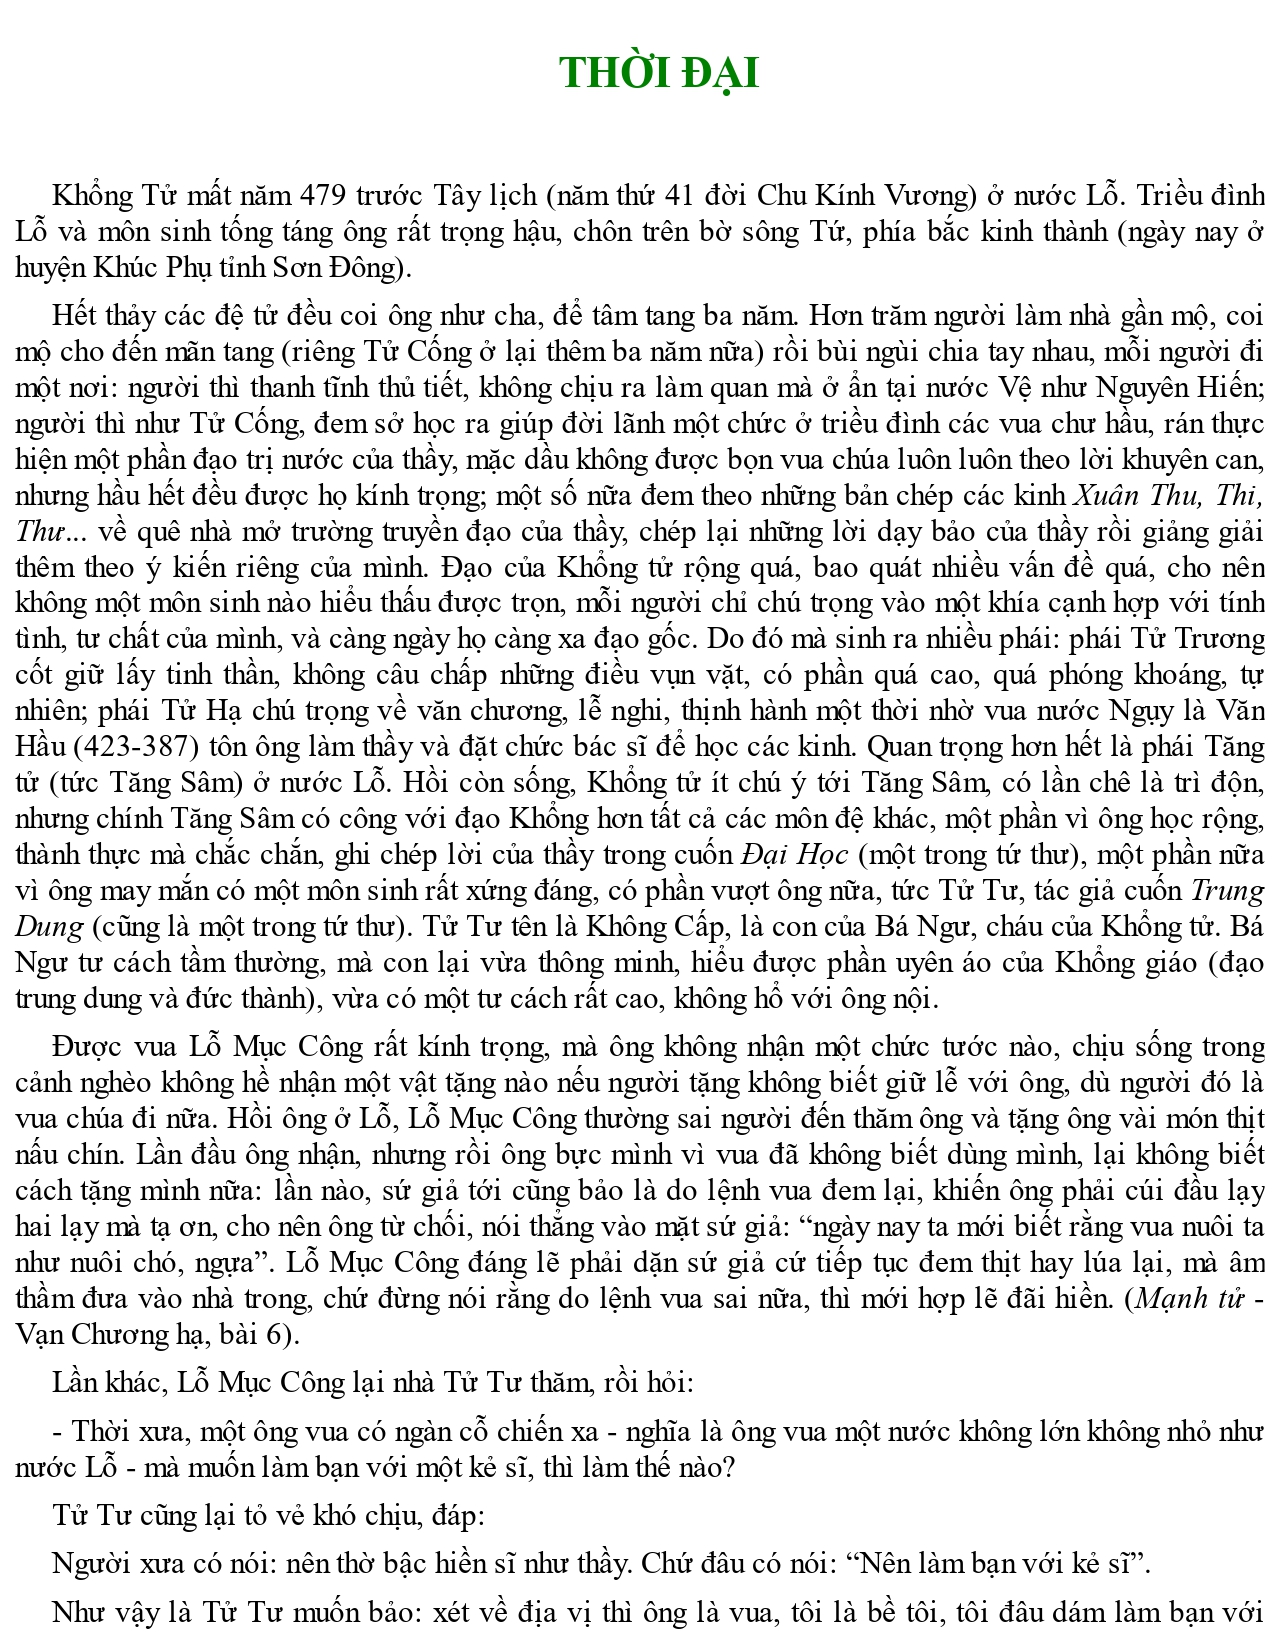 THỜI ĐẠI
Khổng Tử mất năm 479 trước Tây lịch (năm thứ 41 đời Chu Kính Vương) ở nước Lỗ. Triều đình
Lỗ và môn sinh tống táng ông rất trọng hậu, chôn trên bờ sông Tứ, phía bắc kinh thành (ngày nay ở
huyện Khúc Phụ tỉnh Sơn Đông).
Hết thảy các đệ tử đều coi ông như cha, để tâm tang ba năm. Hơn trăm người làm nhà gần mộ, coi
mộ cho đến mãn tang (riêng Tử Cống ở lại thêm ba năm nữa) rồi bùi ngùi chia tay nhau, mỗi người đi
một nơi: người thì thanh tĩnh thủ tiết, không chịu ra làm quan mà ở ẩn tại nước Vệ như Nguyên Hiến;
người thì như Tử Cống, đem sở học ra giúp đời lãnh một chức ở triều đình các vua chư hầu, rán thực
hiện một phần đạo trị nước của thầy, mặc dầu không được bọn vua chúa luôn luôn theo lời khuyên can,
nhưng hầu hết đều được họ kính trọng; một số nữa đem theo những bản chép các kinh Xuân Thu, Thi,
Thư... về quê nhà mở trường truyền đạo của thầy, chép lại những lời dạy bảo của thầy rồi giảng giải
thêm theo ý kiến riêng của mình. Đạo của Khổng tử rộng quá, bao quát nhiều vấn đề quá, cho nên
không một môn sinh nào hiểu thấu được trọn, mỗi người chỉ chú trọng vào một khía cạnh hợp với tính
tình, tư chất của mình, và càng ngày họ càng xa đạo gốc. Do đó mà sinh ra nhiều phái: phái Tử Trương
cốt giữ lấy tinh thần, không câu chấp những điều vụn vặt, có phần quá cao, quá phóng khoáng, tự
nhiên; phái Tử Hạ chú trọng về văn chương, lễ nghi, thịnh hành một thời nhờ vua nước Ngụy là Văn
Hầu (423-387) tôn ông làm thầy và đặt chức bác sĩ để học các kinh. Quan trọng hơn hết là phái Tăng
tử (tức Tăng Sâm) ở nước Lỗ. Hồi còn sống, Khổng tử ít chú ý tới Tăng Sâm, có lần chê là trì độn,
nhưng chính Tăng Sâm có công với đạo Khổng hơn tất cả các môn đệ khác, một phần vì ông học rộng,
thành thực mà chắc chắn, ghi chép lời của thầy trong cuốn Đại Học (một trong tứ thư), một phần nữa
vì ông may mắn có một môn sinh rất xứng đáng, có phần vượt ông nữa, tức Tử Tư, tác giả cuốn Trung
Dung (cũng là một trong tứ thư). Tử Tư tên là Không Cấp, là con của Bá Ngư, cháu của Khổng tử. Bá
Ngư tư cách tầm thường, mà con lại vừa thông minh, hiểu được phần uyên áo của Khổng giáo (đạo
trung dung và đức thành), vừa có một tư cách rất cao, không hổ với ông nội.
Được vua Lỗ Mục Công rất kính trọng, mà ông không nhận một chức tước nào, chịu sống trong
cảnh nghèo không hề nhận một vật tặng nào nếu người tặng không biết giữ lễ với ông, dù người đó là
vua chúa đi nữa. Hồi ông ở Lỗ, Lỗ Mục Công thường sai người đến thăm ông và tặng ông vài món thịt
nấu chín. Lần đầu ông nhận, nhưng rồi ông bực mình vì vua đã không biết dùng mình, lại không biết
cách tặng mình nữa: lần nào, sứ giả tới cũng bảo là do lệnh vua đem lại, khiến ông phải cúi đầu lạy
hai lạy mà tạ ơn, cho nên ông từ chối, nói thẳng vào mặt sứ giả: “ngày nay ta mới biết rằng vua nuôi ta
như nuôi chó, ngựa”. Lỗ Mục Công đáng lẽ phải dặn sứ giả cứ tiếp tục đem thịt hay lúa lại, mà âm
thầm đưa vào nhà trong, chứ đừng nói rằng do lệnh vua sai nữa, thì mới hợp lẽ đãi hiền. (Mạnh tử -
Vạn Chương hạ, bài 6).
Lần khác, Lỗ Mục Công lại nhà Tử Tư thăm, rồi hỏi:
- Thời xưa, một ông vua có ngàn cỗ chiến xa - nghĩa là ông vua một nước không lớn không nhỏ như
nước Lỗ - mà muốn làm bạn với một kẻ sĩ, thì làm thế nào?
Tử Tư cũng lại tỏ vẻ khó chịu, đáp:
Người xưa có nói: nên thờ bậc hiền sĩ như thầy. Chứ đâu có nói: “Nên làm bạn với kẻ sĩ”.
Như vậy là Tử Tư muốn bảo: xét về địa vị thì ông là vua, tôi là bề tôi, tôi đâu dám làm bạn với